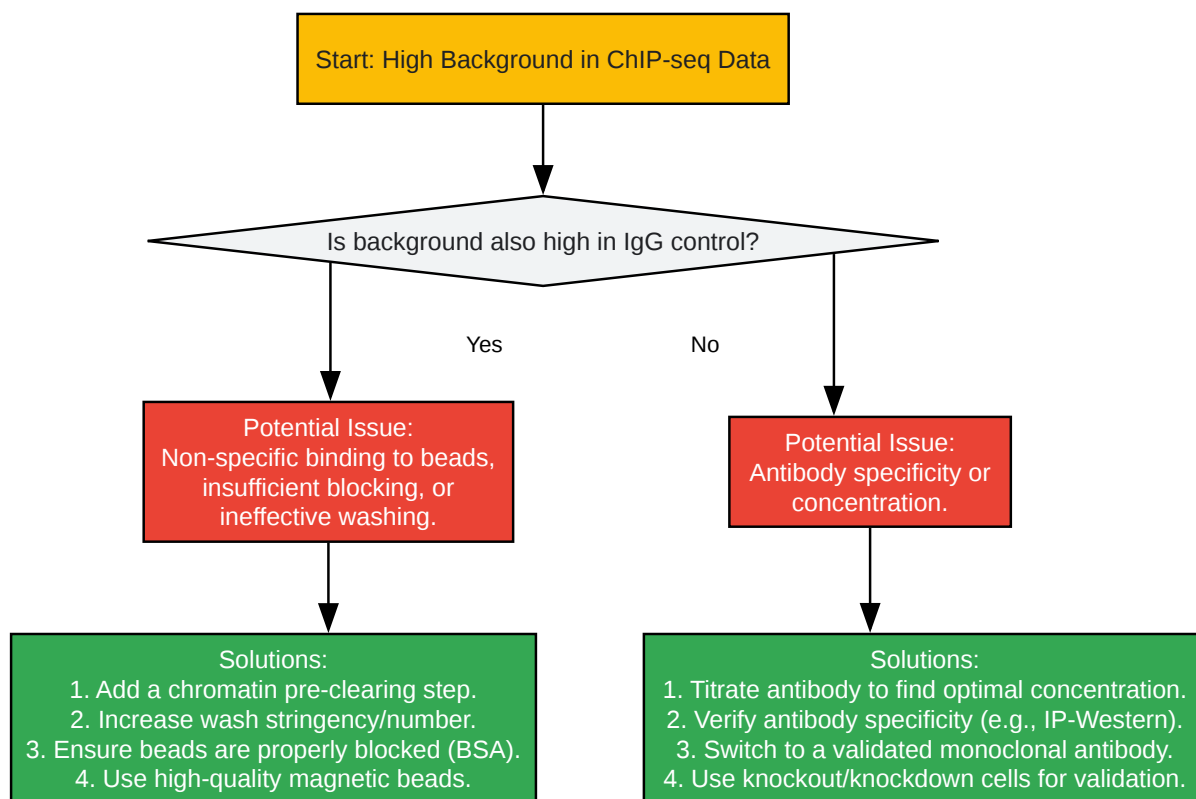 Start: High Background in ChIP-seq Data
Is background also high in IgG control?
Yes
No
Potential Issue:
Non-specific binding to beads,
insufficient blocking, or
ineffective washing.
Potential Issue:
Antibody specificity or
concentration.
Solutions:
1. Add a chromatin pre-clearing step.
2. Increase wash stringency/number.
3. Ensure beads are properly blocked (BSA).
4. Use high-quality magnetic beads.
Solutions:
1. Titrate antibody to find optimal concentration.
2. Verify antibody specificity (e.g., IP-Western).
3. Switch to a validated monoclonal antibody.
4. Use knockout/knockdown cells for validation.